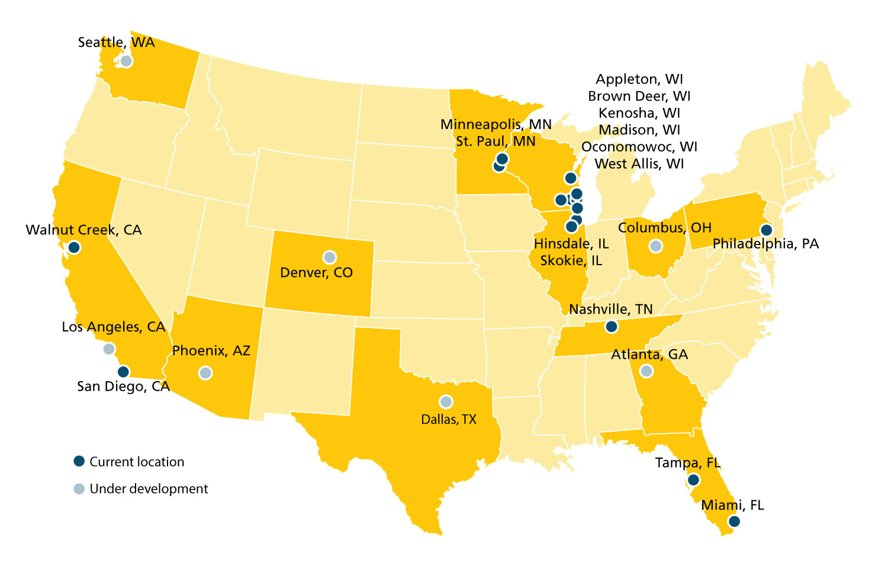 Seattle, WA
Appleton, WI
Brown Deer, WI
Kenosha, WI
Madison, WI
Oconomowoc, WI
West Allis, WI
Minneapolis, MN
St. Paul, MN
Walnut Creek, CA
Denver, CO
Hinsdale, IL
Skokie, IL
Columbus, OH
Philadelphia, PA
Nashville, TN
Los Angeles, CA
Phoenix, AZ
Atlanta, GA
San Diego, CA
Dallas, TX
Tampa, FL
Miami, FL
Current location
Under development